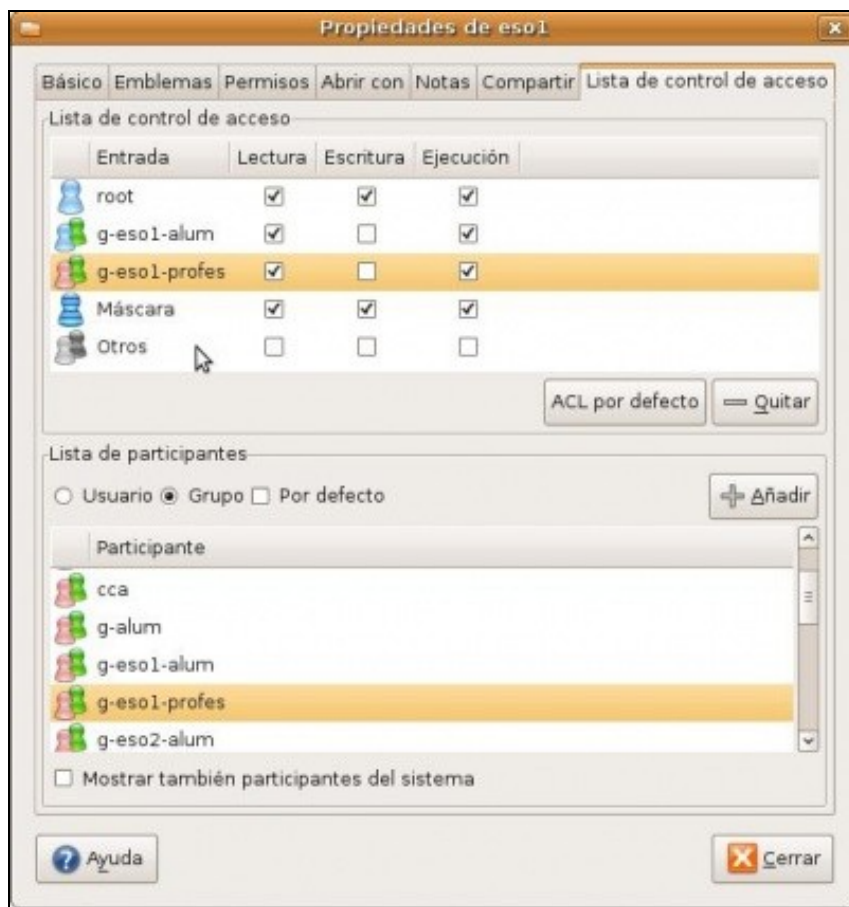 Propiedades de eso1
Básico Emblemas Permisos Abrir con Notas Compartir Lista de control de acceso
Lista de control de acceso
Entrada Lectura Escritura Ejecución
root
g-eso1-alum
g-eso1-profes
Máscara
Otros
ACL por defecto Quitar
Lista de participantes
Usuario Grupo Por defecto Añadir
Participante
cca
g-alum
g-eso1-alum
g-eso1-profes
g-eso2-alum
Mostrar también participantes del sistema
Ayuda Cerrar